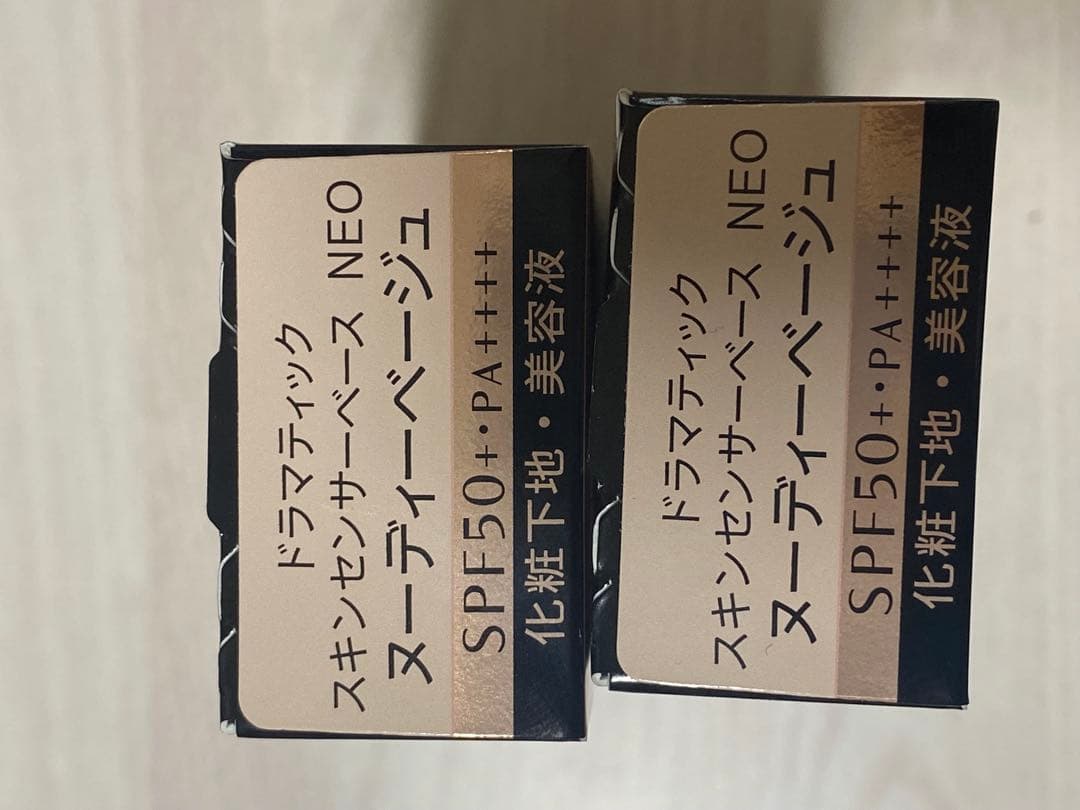 ドラマティック
スキンセンサーベース NEO
ヌーディーベージュ
SPF50+・PA++++
化粧下地・美容液
ドラマティック
スキンセンサーベース NEO
ヌーディーベージュ
SPF50+・PA++++
化粧下地・美容液